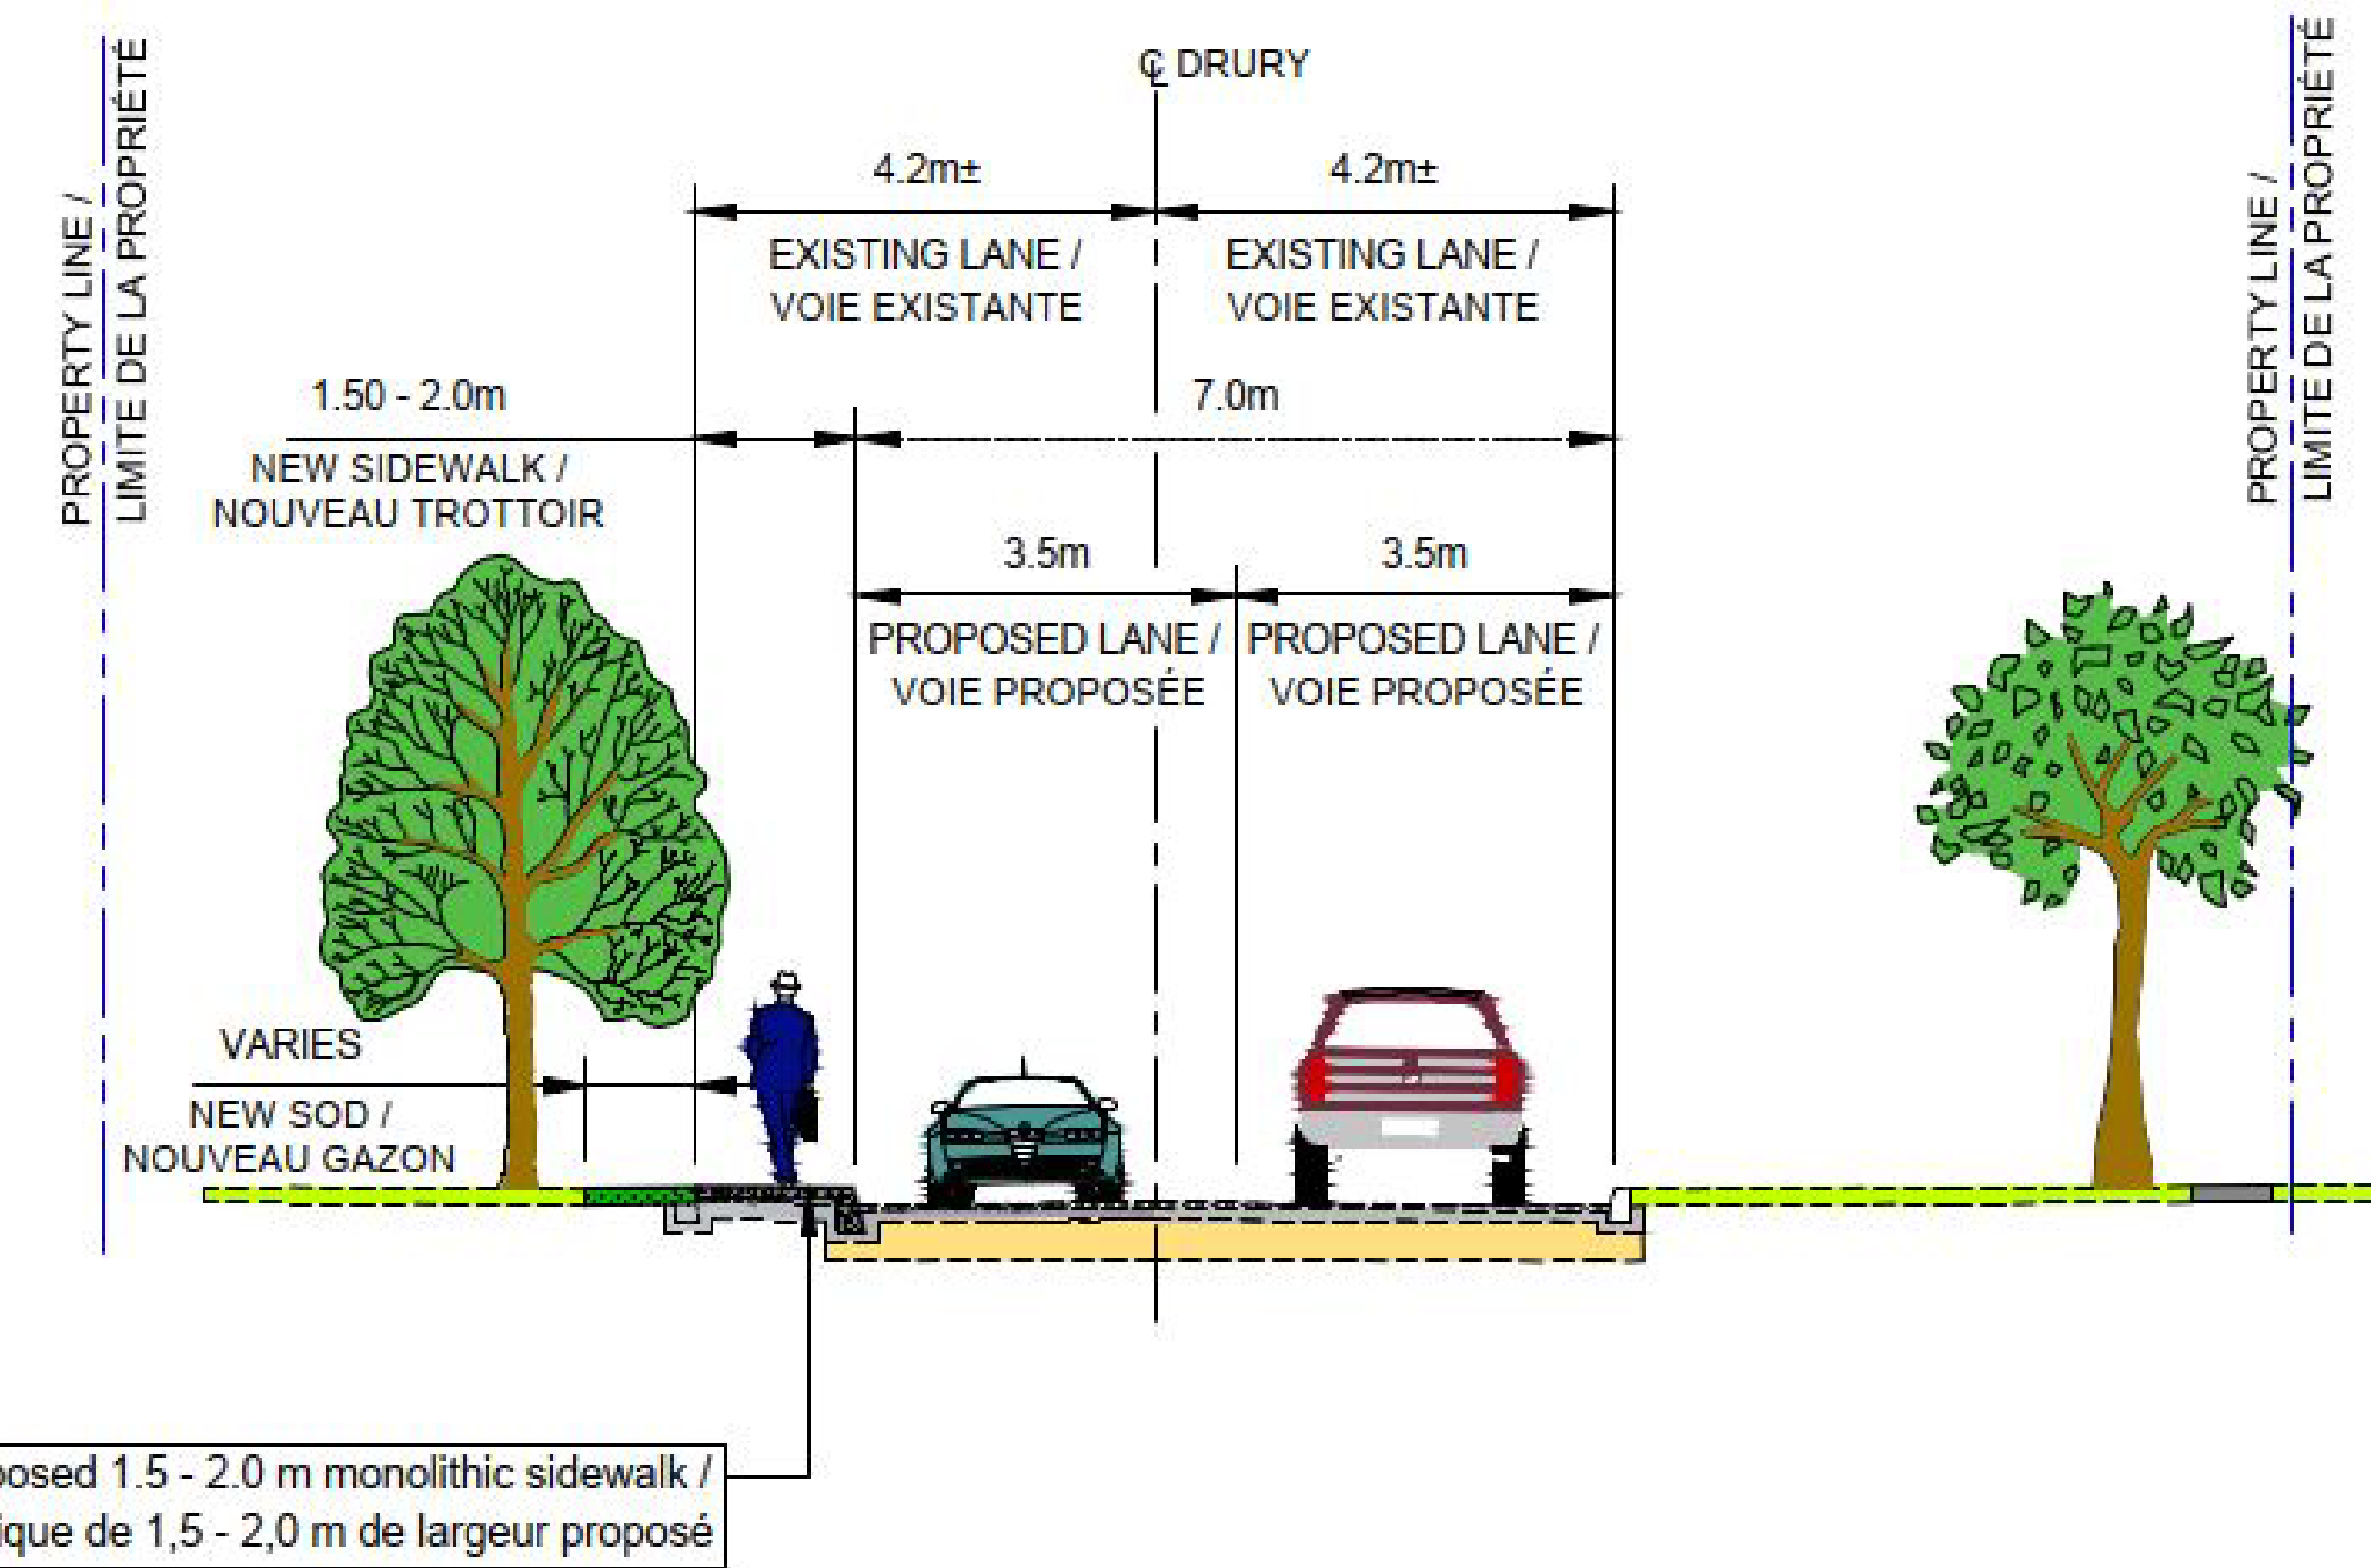 ℄ DRURY
PROPERTY LINE /
LIMITE DE LA PROPRIÉTÉ
PROPERTY LINE /
LIMITE DE LA PROPRIÉTÉ
4.2m±
4.2m±
EXISTING LANE /
VOIE EXISTANTE
EXISTING LANE /
VOIE EXISTANTE
1.50 - 2.0m
7.0m
NEW SIDEWALK /
NOUVEAU TROTTOIR
3.5m
3.5m
PROPOSED LANE /
VOIE PROPOSÉE
PROPOSED LANE /
VOIE PROPOSÉE
VARIES
NEW SOD /
NOUVEAU GAZON
posed 1.5 - 2.0 m monolithic sidewalk /
ique de 1,5 - 2,0 m de largeur proposé